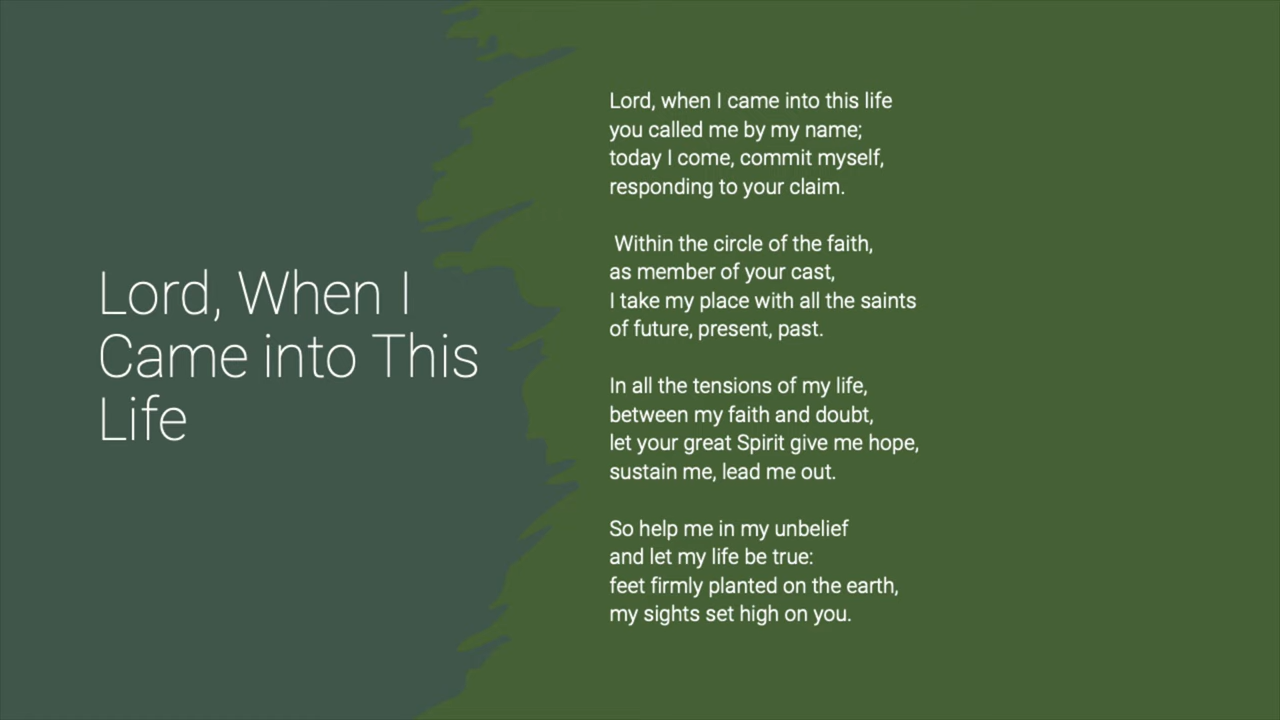 Lord, When I
Came into This
Life
Lord, when I came into this life
you called me by my name;
today I come, commit myself,
responding to your claim.
Within the circle of the faith,
as member of your cast,
I take my place with all the saints
of future, present, past.
In all the tensions of my life,
between my faith and doubt,
let your great Spirit give me hope,
sustain me, lead me out.
So help me in my unbelief
and let my life be true:
feet firmly planted on the earth,
my sights set high on you.